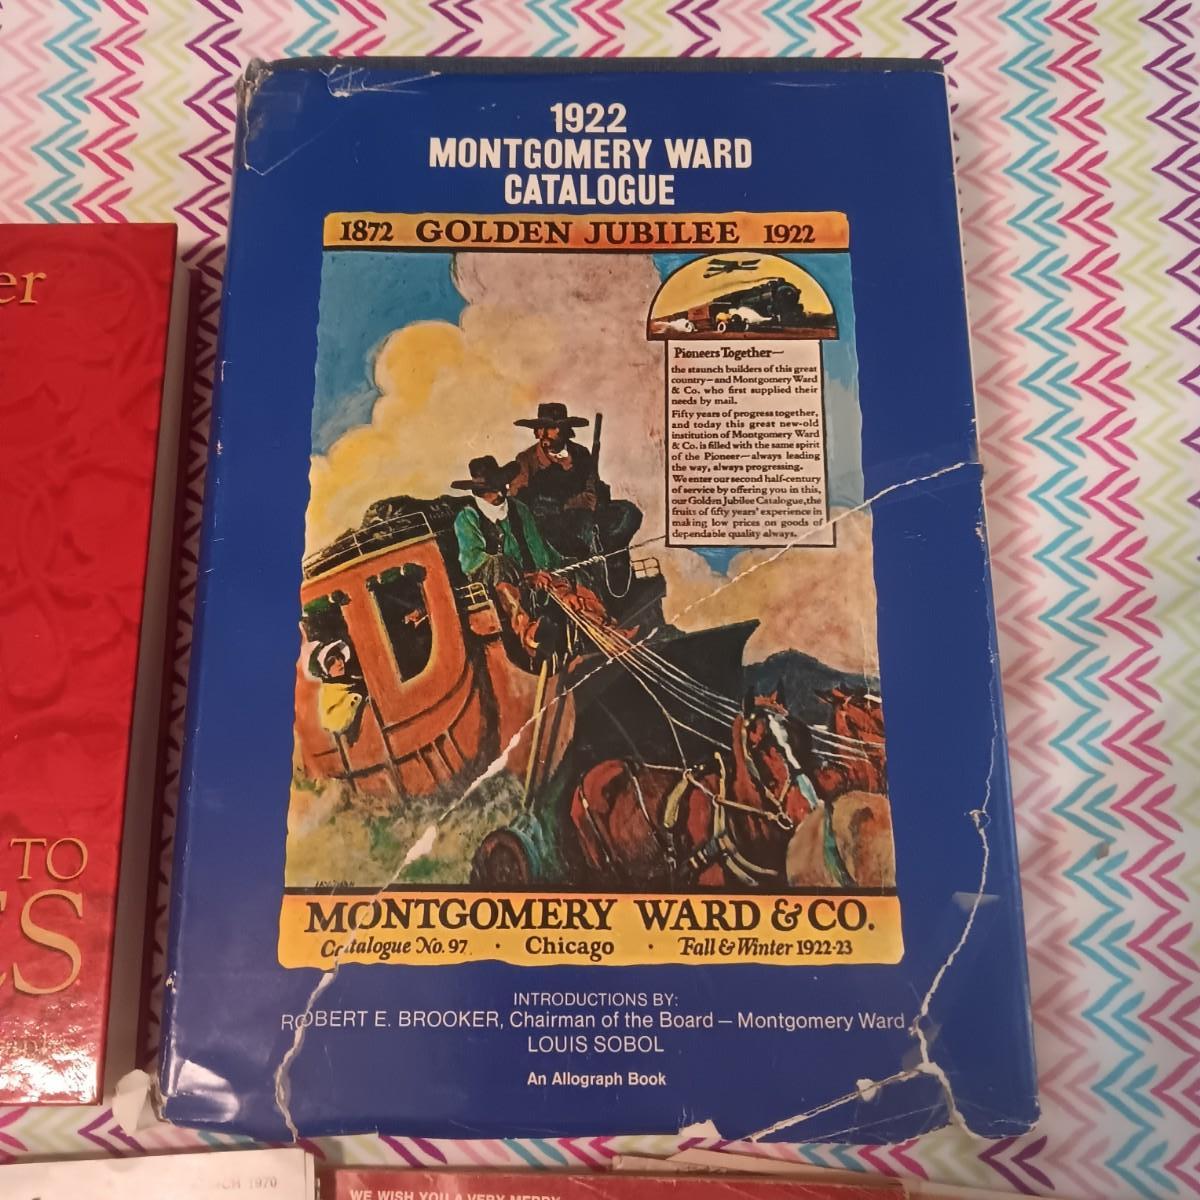 1922
MONTGOMERY WARD
CATALOGUE
1872 GOLDEN JUBILEE 1922
Pioneers Together—
the staunch builders of this great
country—and Montgomery Ward
& Co. who first supplied their
needs by mail.
Fifty years of progress together,
and today this great new-old
institution of Montgomery Ward
& Co. is filled with the same spirit
of the Pioneer—always leading
the way, always progressing.
We enter our second half-century
of service by offering you in this,
our Golden Jubilee Catalogue, the
fruits of fifty years' experience in
making low prices on goods of
dependable quality always.
MONTGOMERY WARD & CO.
Catalogue No. 97 · Chicago · Fall & Winter 1922-23
INTRODUCTIONS BY:
ROBERT E. BROOKER, Chairman of the Board – Montgomery Ward
LOUIS SOBOL
An Allograph Book
er
TO
CS
1970
WE WISH YOU A VERY MERRY